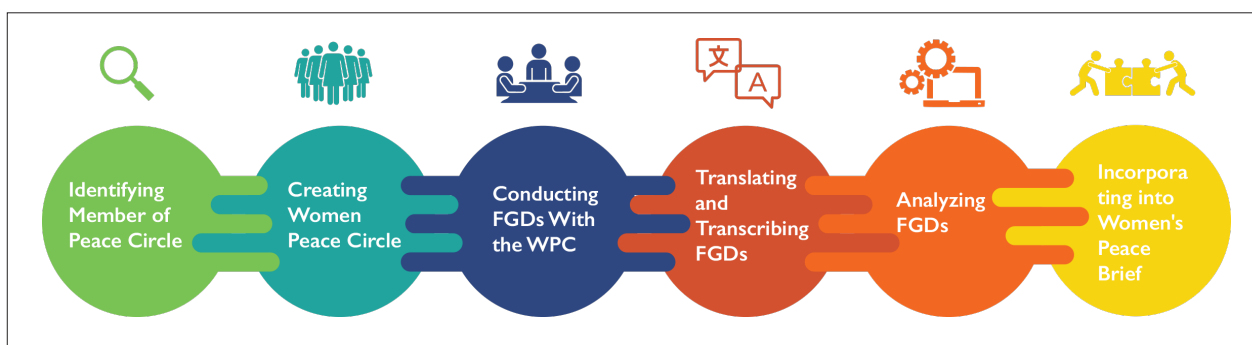 文
A
Identifying
Member of
Peace Circle
Creating
Women
Peace Circle
Conducting
FGDs With
the WPC
Translating
and
Transcribing
FGDs
Analyzing
FGDs
Incorpora
ting into
Women's
Peace
Brief